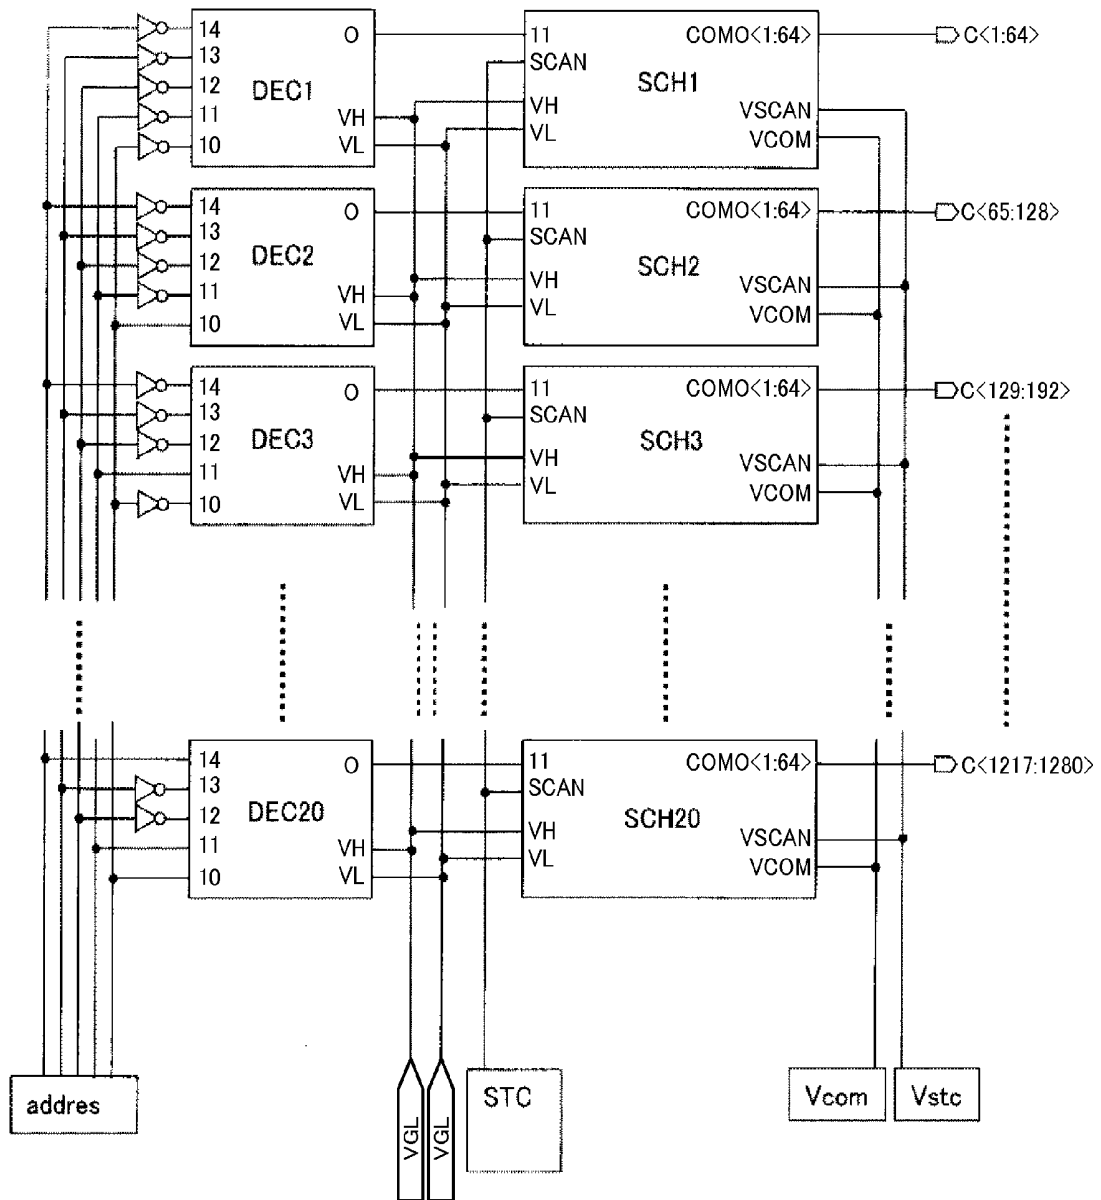 14
13
12
11
10
DEC1
O
VH
VL
11
SCAN
VH
VL
SCH1
COMO<1:64>
VSCAN
VCOM
C<1:64>
14
13
12
11
10
DEC2
O
VH
VL
11
SCAN
VH
VL
SCH2
COMO<1:64>
VSCAN
VCOM
C<65:128>
14
13
12
11
10
DEC3
O
VH
VL
11
SCAN
VH
VL
SCH3
COMO<1:64>
VSCAN
VCOM
C<129:192>
14
13
12
11
10
DEC20
O
VH
VL
11
SCAN
VH
VL
SCH20
COMO<1:64>
VSCAN
VCOM
C<1217:1280>
addres
VGL
VGL
STC
Vcom
Vstc